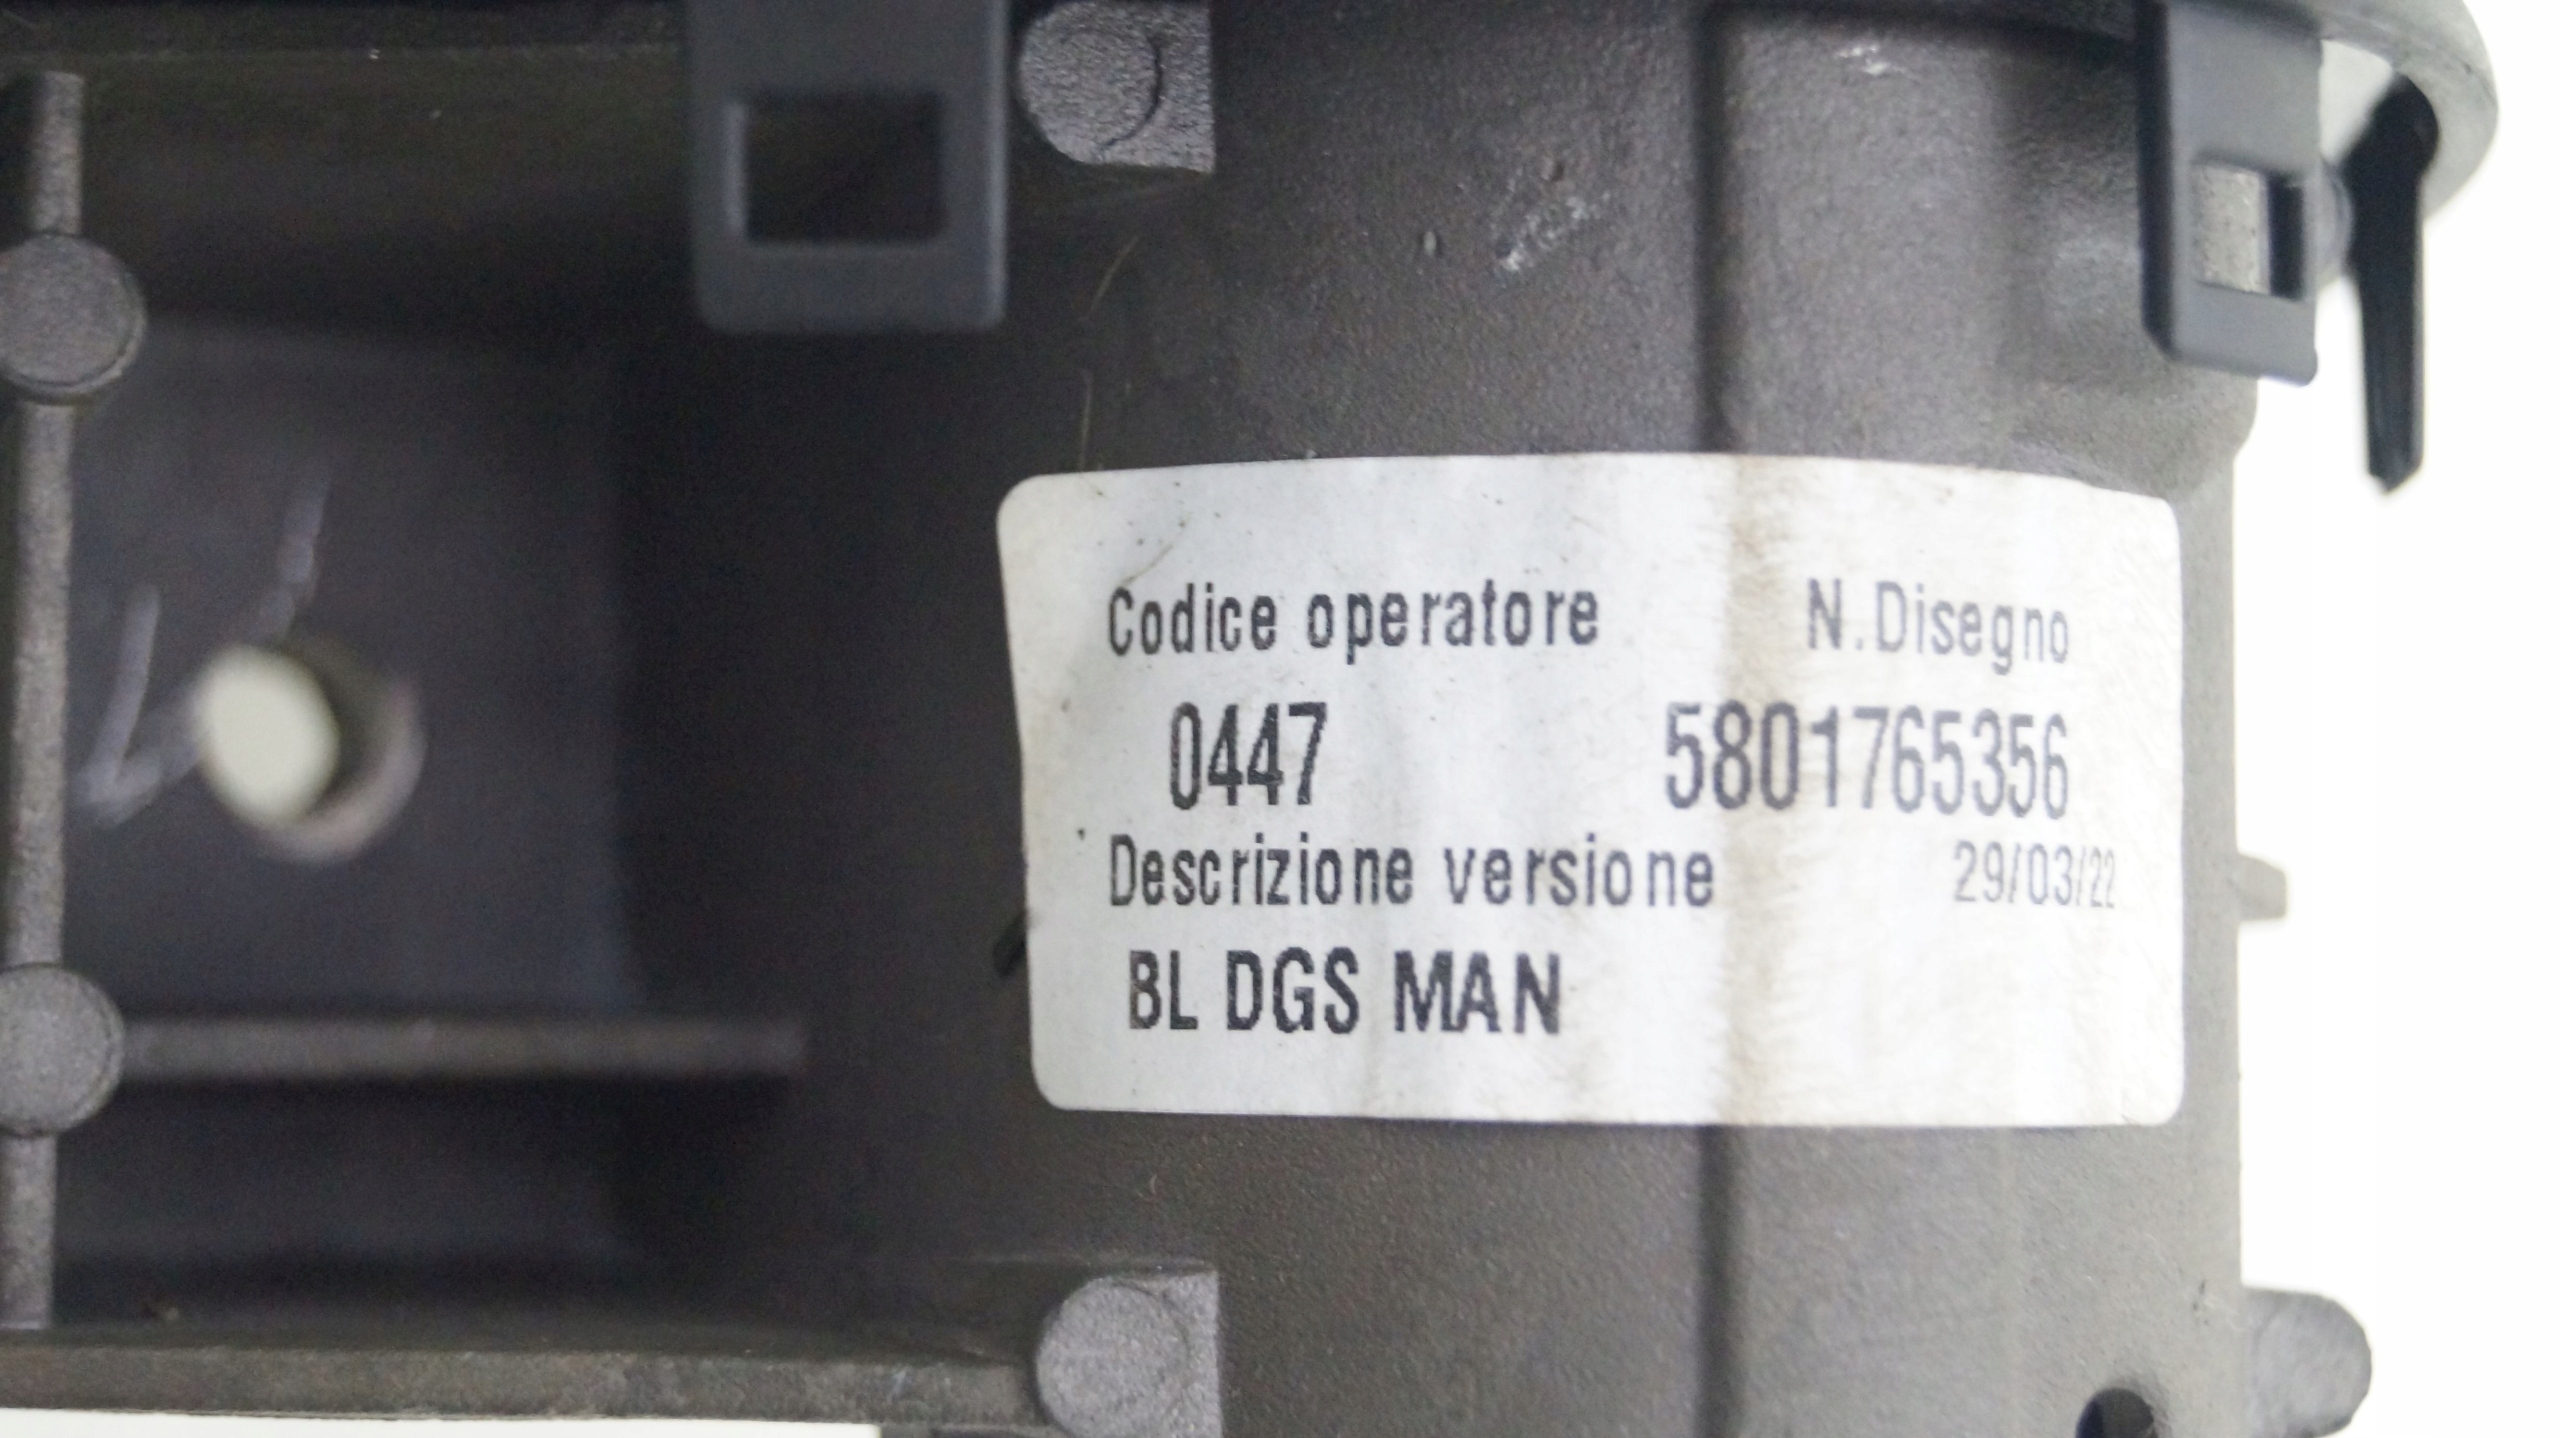 Codice operatore N.Disegno
0447 5801765356
Descrizione versione 29/03/22
BL DGS MAN